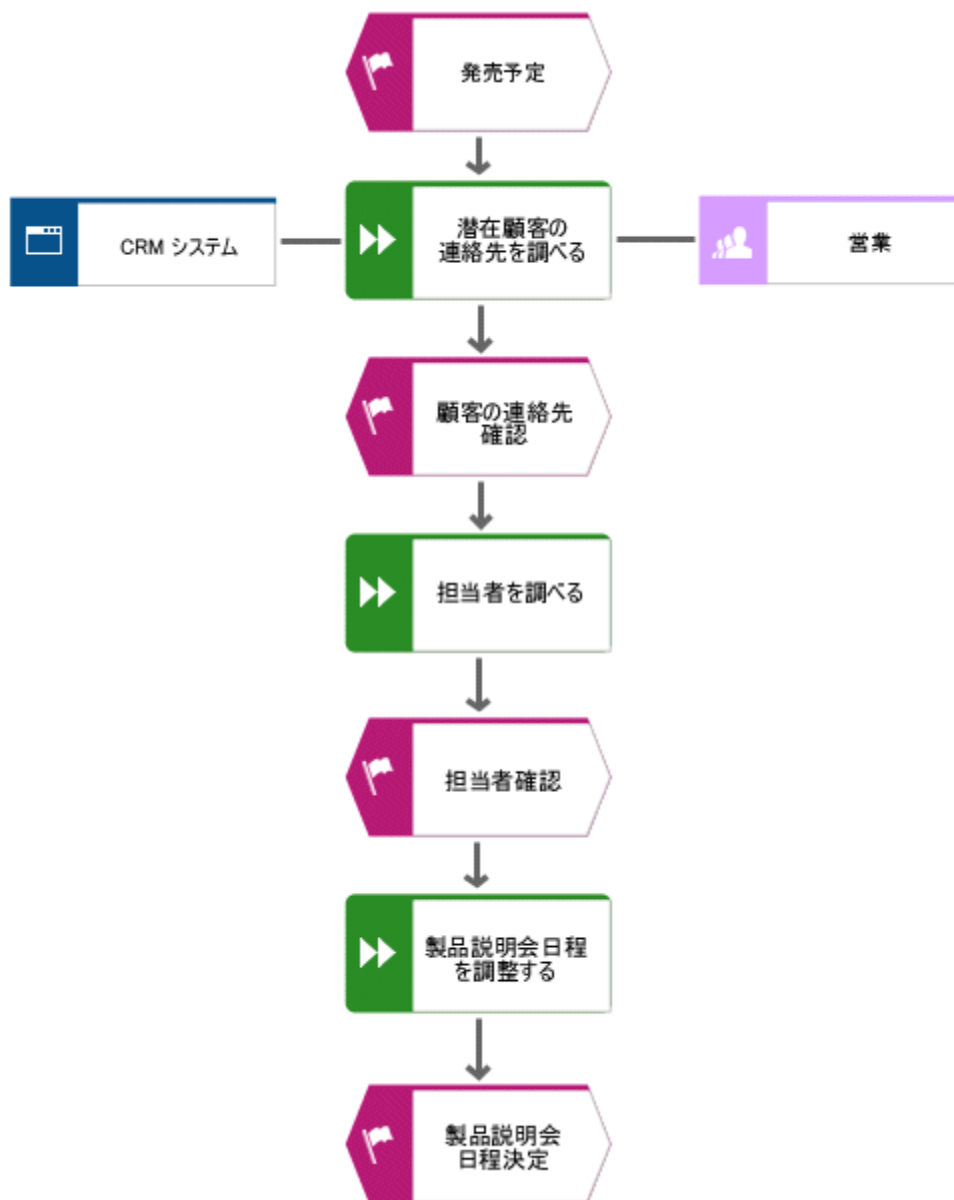 発売予定
CRM システム
潜在顧客の
連絡先を調べる
営業
顧客の連絡先
確認
担当者を調べる
担当者確認
製品説明会日程
を調整する
製品説明会
日程決定